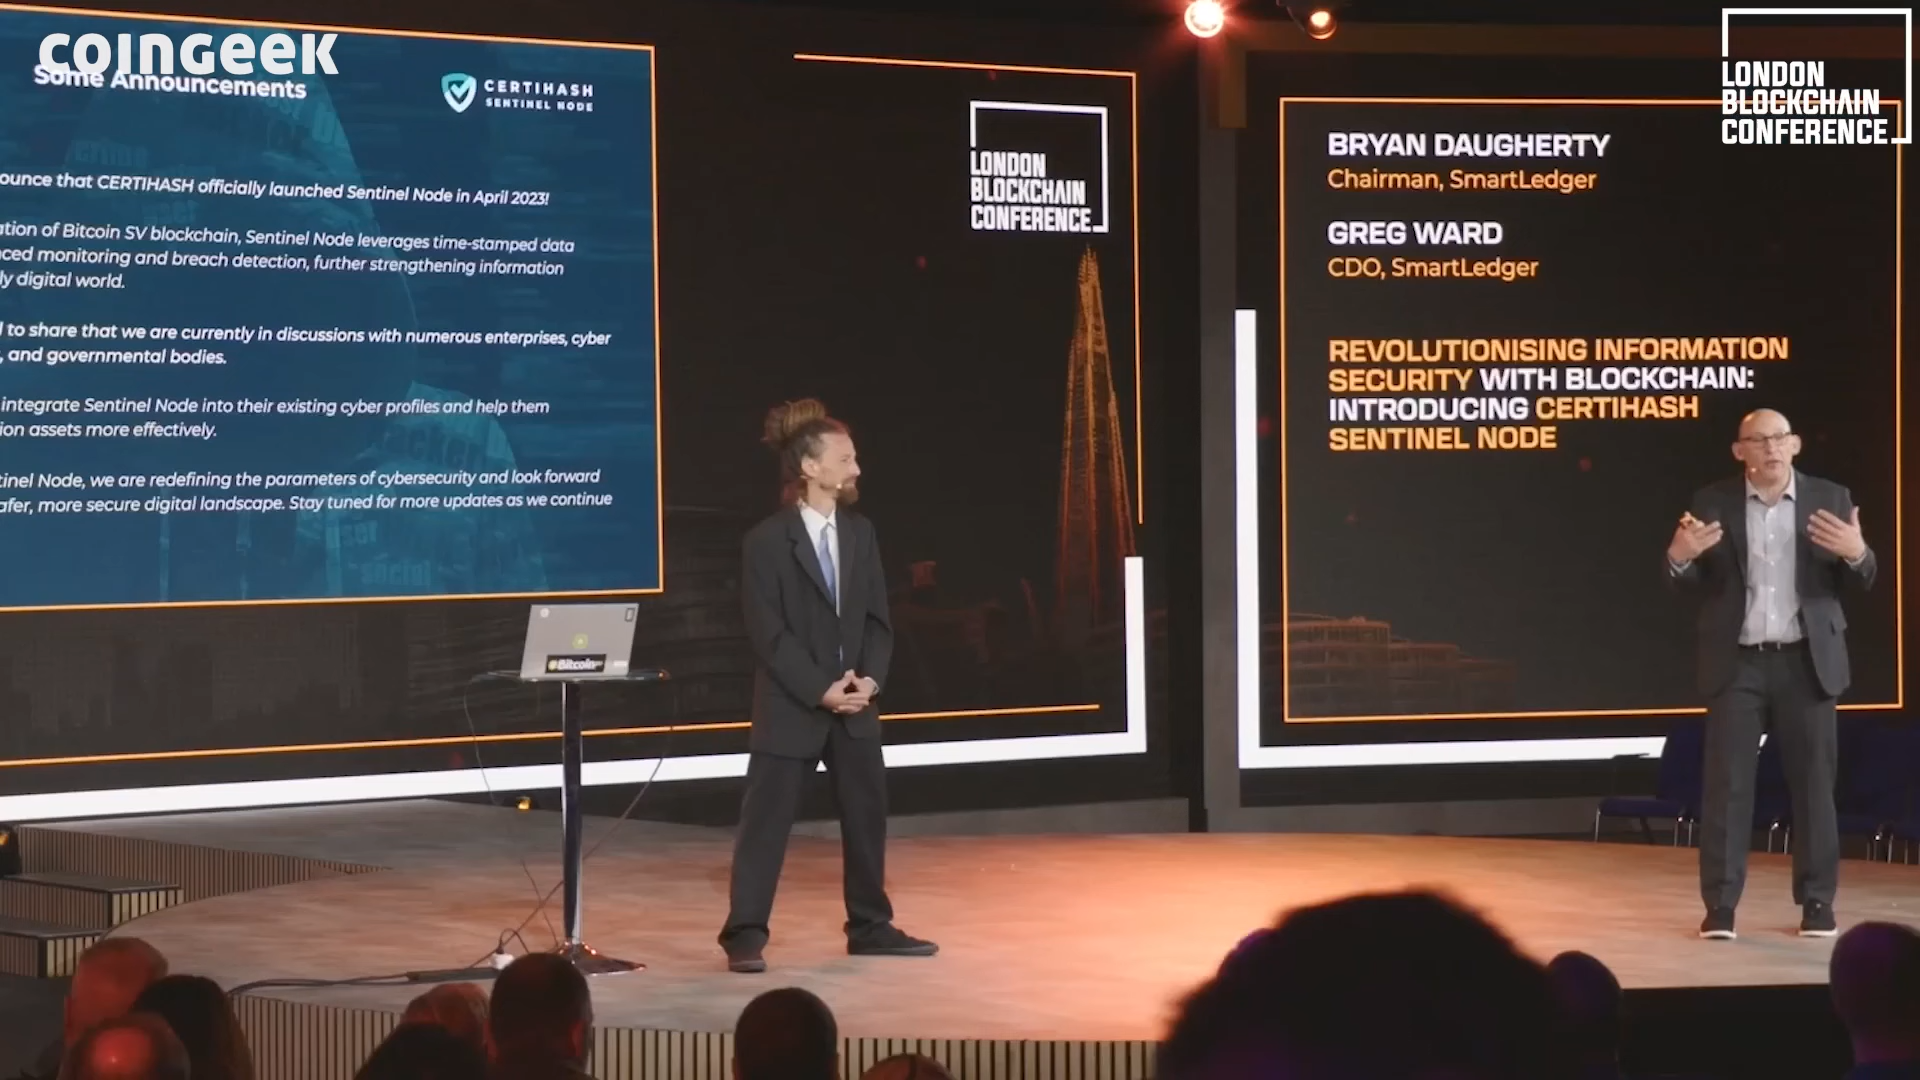 COINGEEK
Some Announcements
CERTIHASH
SENTINEL NODE
ounce that CERTIHASH officially launched Sentinel Node in April 2023!
ation of Bitcoin SV blockchain, Sentinel Node leverages time-stamped data
nced monitoring and breach detection, further strengthening information
ly digital world.
to share that we are currently in discussions with numerous enterprises, cyber
, and governmental bodies.
integrate Sentinel Node into their existing cyber profiles and help them
ion assets more effectively.
tinel Node, we are redefining the parameters of cybersecurity and look forward
afer, more secure digital landscape. Stay tuned for more updates as we continue
crime
user
hacker
user
social
Bitcoin
LONDON
BLOCKCHAIN
CONFERENCE
BRYAN DAUGHERTY
Chairman, SmartLedger
GREG WARD
CDO, SmartLedger
REVOLUTIONISING INFORMATION
SECURITY WITH BLOCKCHAIN:
INTRODUCING CERTIHASH
SENTINEL NODE
LONDON
BLOCKCHAIN
CONFERENCE